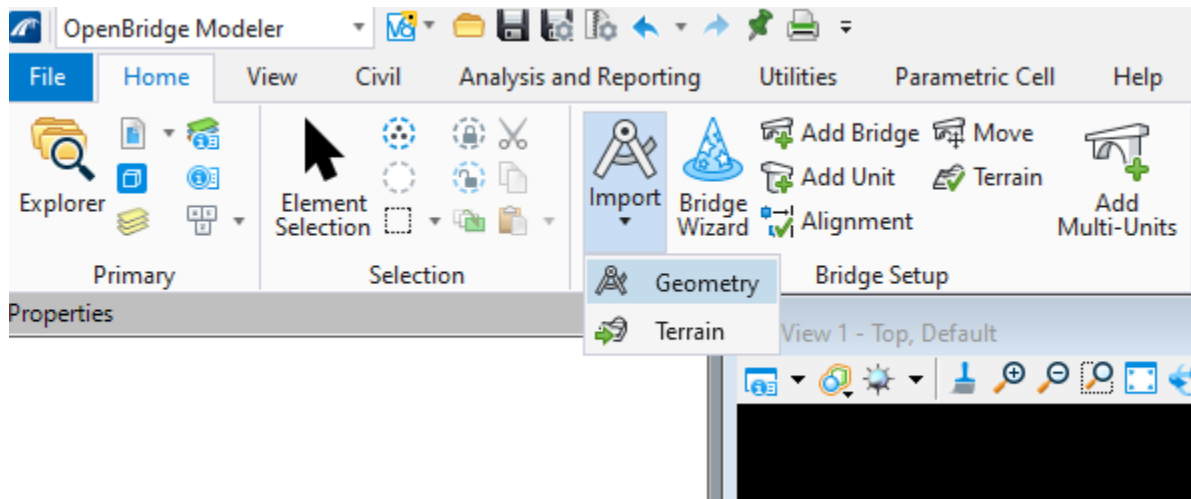 OpenBridge Modeler
File Home View Civil Analysis and Reporting Utilities Parametric Cell Help
Explorer
Element
Selection
Import
Bridge
Wizard
Add Bridge
Add Unit
Alignment
Move
Terrain
Add
Multi-Units
Primary Selection Bridge Setup
Geometry
Terrain
Properties
View 1 - Top, Default